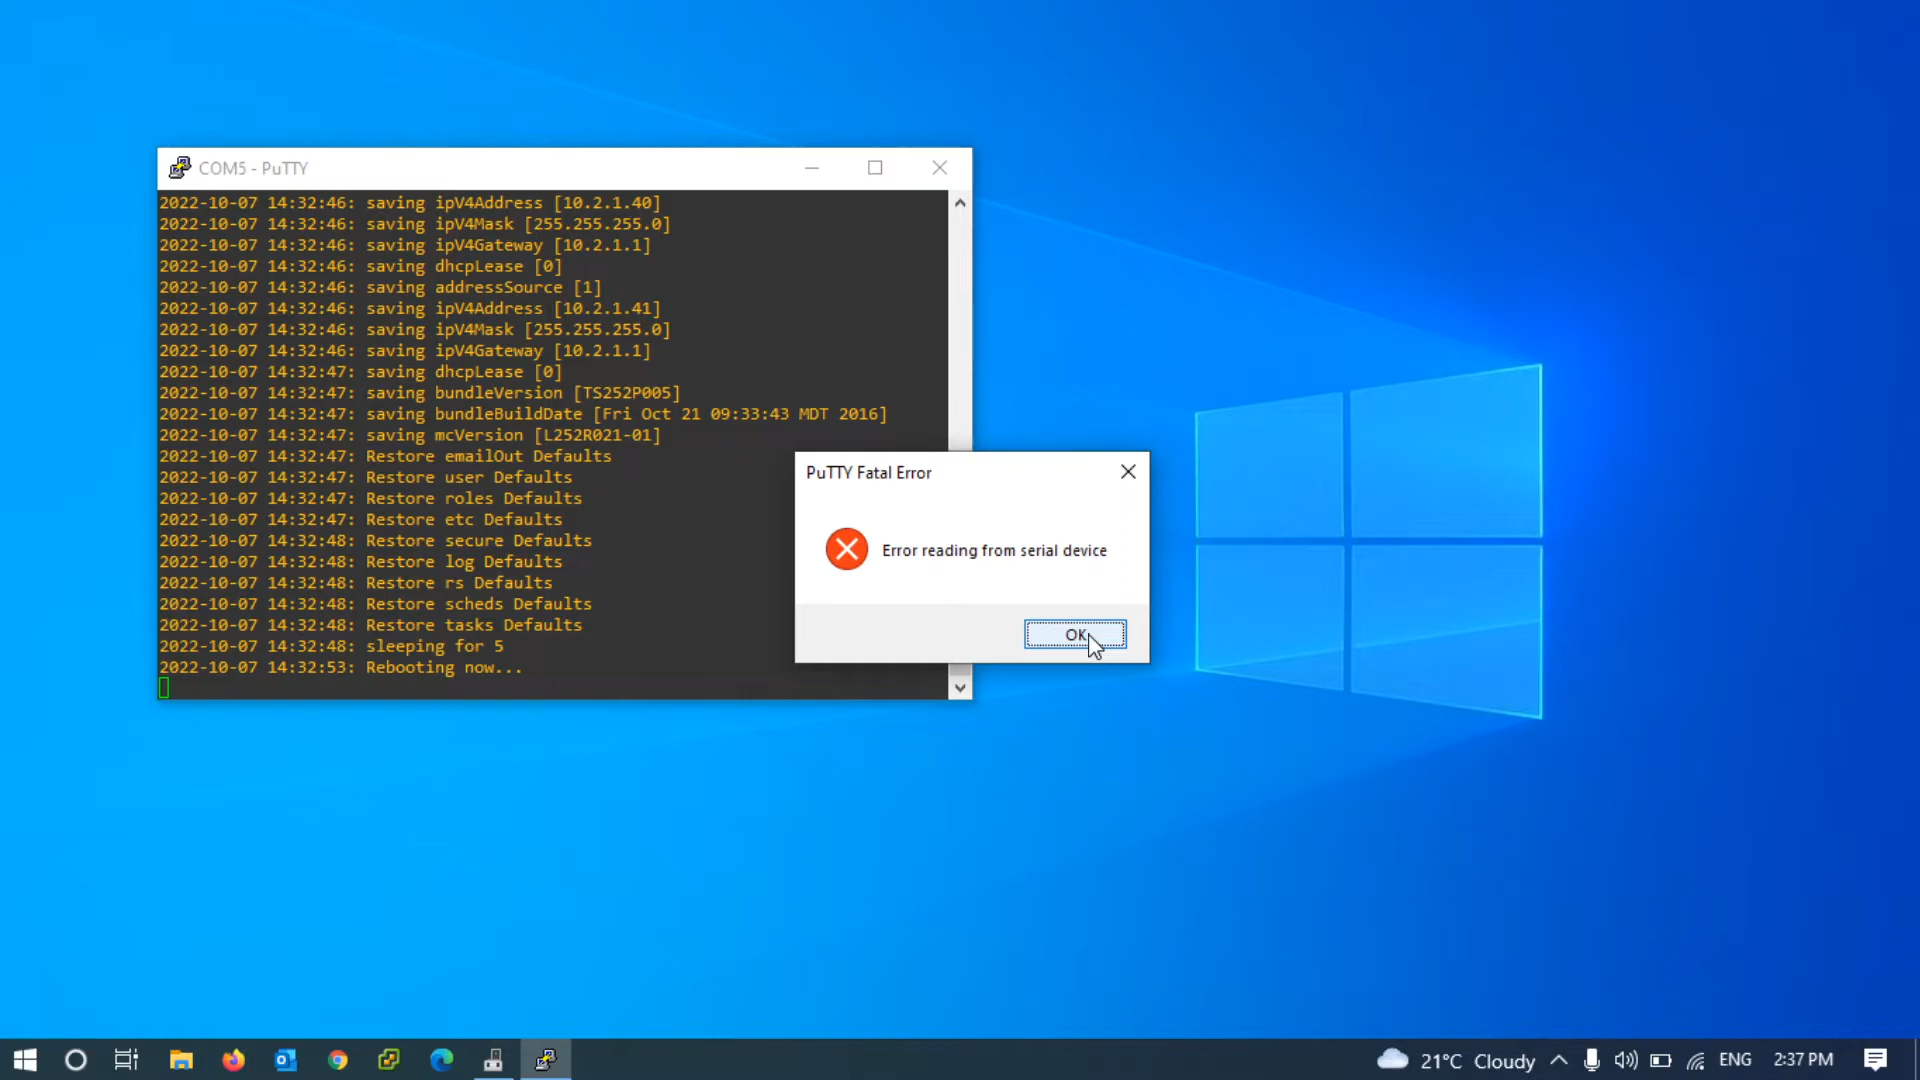 COM5 - PuTTY
2022-10-07 14:32:46: saving ipV4Address [10.2.1.40]
2022-10-07 14:32:46: saving ipV4Mask [255.255.255.0]
2022-10-07 14:32:46: saving ipV4Gateway [10.2.1.1]
2022-10-07 14:32:46: saving dhcpLease [0]
2022-10-07 14:32:46: saving addressSource [1]
2022-10-07 14:32:46: saving ipV4Address [10.2.1.41]
2022-10-07 14:32:46: saving ipV4Mask [255.255.255.0]
2022-10-07 14:32:46: saving ipV4Gateway [10.2.1.1]
2022-10-07 14:32:47: saving dhcpLease [0]
2022-10-07 14:32:47: saving bundleVersion [TS252P005]
2022-10-07 14:32:47: saving bundleBuildDate [Fri Oct 21 09:33:43 MDT 2016]
2022-10-07 14:32:47: saving mcVersion [L252R021-01]
2022-10-07 14:32:47: Restore emailOut Defaults
2022-10-07 14:32:47: Restore user Defaults
2022-10-07 14:32:47: Restore roles Defaults
2022-10-07 14:32:47: Restore etc Defaults
2022-10-07 14:32:48: Restore secure Defaults
2022-10-07 14:32:48: Restore log Defaults
2022-10-07 14:32:48: Restore rs Defaults
2022-10-07 14:32:48: Restore scheds Defaults
2022-10-07 14:32:48: Restore tasks Defaults
2022-10-07 14:32:48: sleeping for 5
2022-10-07 14:32:53: Rebooting now...
PuTTY Fatal Error
Error reading from serial device
OK
21°C Cloudy
ENG
2:37 PM